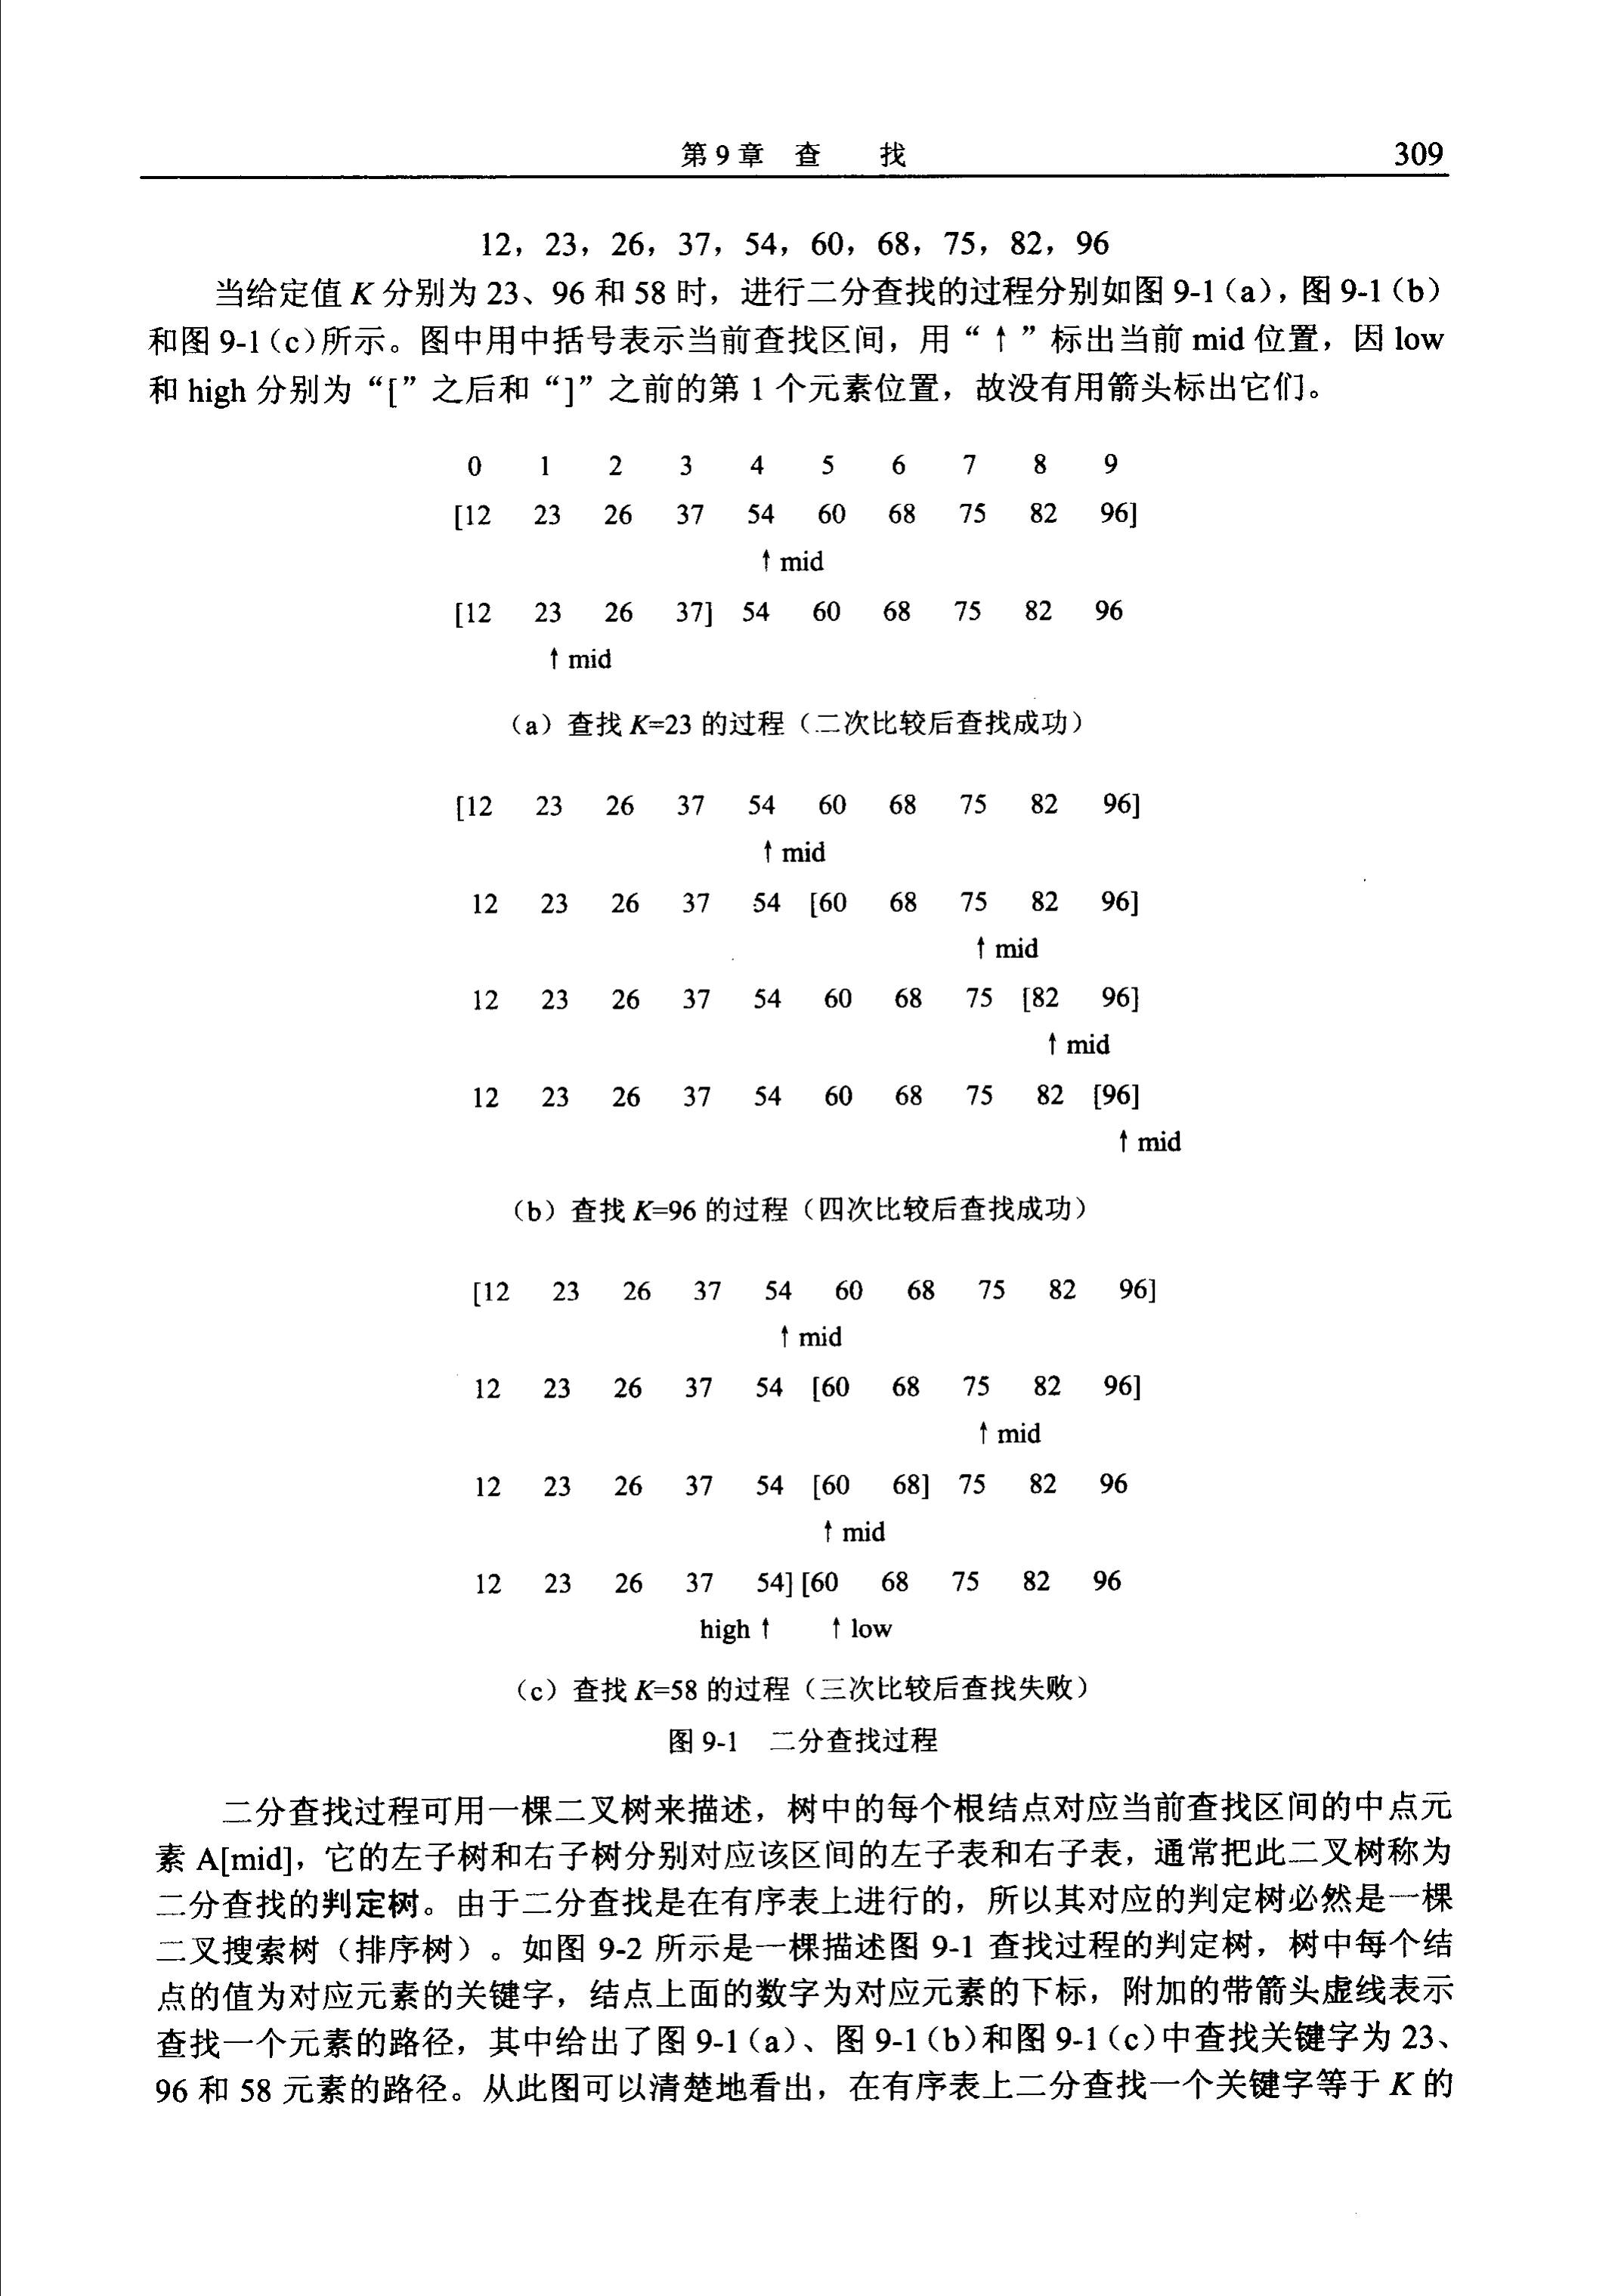 第 9 章 查 找 309
12，23，26，37，54，60，68，75，82，96
当给定值 K 分别为 23、96 和 58 时，进行二分查找的过程分别如图 9-1（a），图 9-1（b）
和图 9-1（c）所示。图中用中括号表示当前查找区间，用“↑”标出当前 mid 位置，因 low
和 high 分别为“[”之后和“]”之前的第 1 个元素位置，故没有用箭头标出它们。
0 1 2 3 4 5 6 7 8 9
[12 23 26 37 54 60 68 75 82 96]
↑ mid
[12 23 26 37] 54 60 68 75 82 96
↑ mid
（a）查找 K=23 的过程（二次比较后查找成功）
[12 23 26 37 54 60 68 75 82 96]
↑ mid
12 23 26 37 54 [60 68 75 82 96]
↑ mid
12 23 26 37 54 60 68 75 [82 96]
↑ mid
12 23 26 37 54 60 68 75 82 [96]
↑ mid
（b）查找 K=96 的过程（四次比较后查找成功）
[12 23 26 37 54 60 68 75 82 96]
↑ mid
12 23 26 37 54 [60 68 75 82 96]
↑ mid
12 23 26 37 54 [60 68] 75 82 96
↑ mid
12 23 26 37 54] [60 68 75 82 96
high ↑ ↑ low
（c）查找 K=58 的过程（三次比较后查找失败）
图 9-1 二分查找过程
二分查找过程可用一棵二叉树来描述，树中的每个根结点对应当前查找区间的中点元
素 A[mid]，它的左子树和右子树分别对应该区间的左子表和右子表，通常把此二叉树称为
二分查找的判定树。由于二分查找是在有序表上进行的，所以其对应的判定树必然是一棵
二叉搜索树（排序树）。如图 9-2 所示是一棵描述图 9-1 查找过程的判定树，树中每个结
点的值为对应元素的关键字，结点上面的数字为对应元素的下标，附加的带箭头虚线表示
查找一个元素的路径，其中给出了图 9-1（a）、图 9-1（b）和图 9-1（c）中查找关键字为 23、
96 和 58 元素的路径。从此图可以清楚地看出，在有序表上二分查找一个关键字等于 K 的